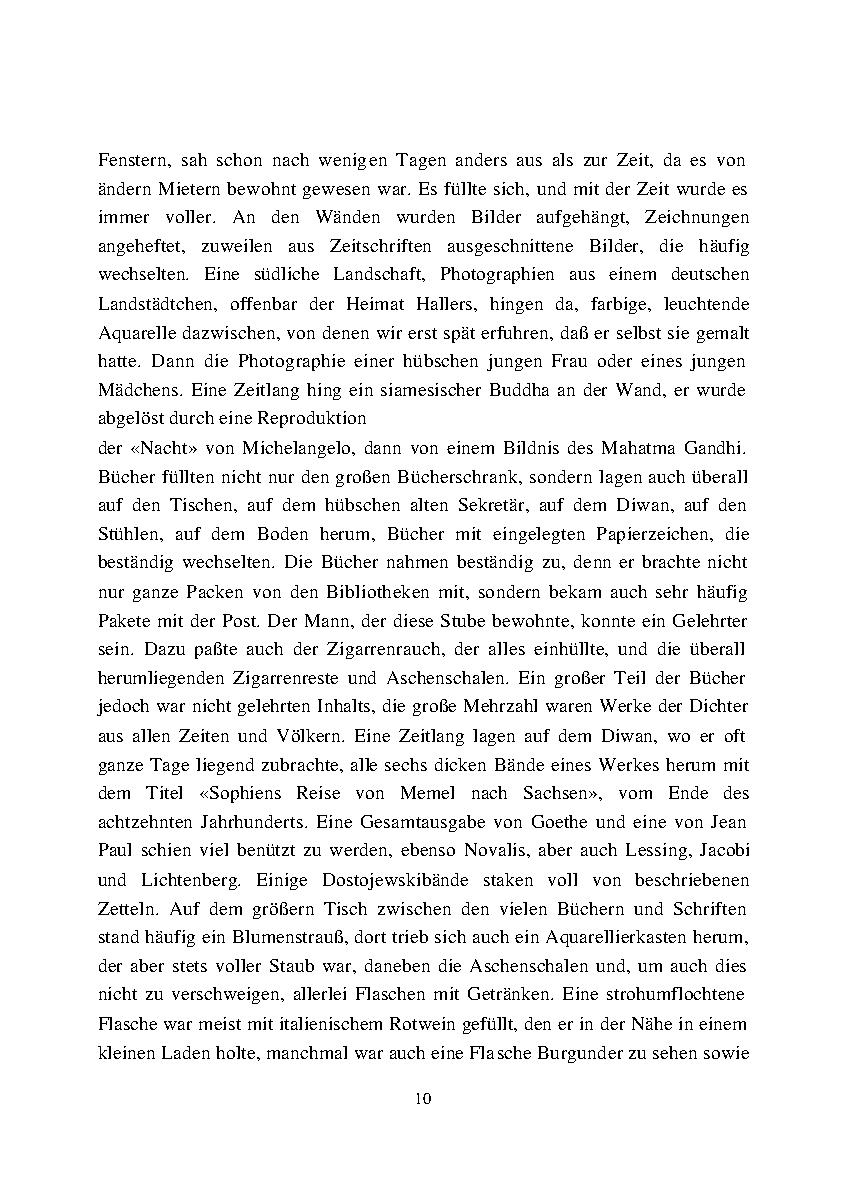 Fenstern, sah schon nach wenigen Tagen anders aus als zur Zeit, da es von
ändern Mietern bewohnt gewesen war. Es füllte sich, und mit der Zeit wurde es
immer voller. An den Wänden wurden Bilder aufgehängt, Zeichnungen
angeheftet, zuweilen aus Zeitschriften ausgeschnittene Bilder, die häufig
wechselten. Eine südliche Landschaft, Photographien aus einem deutschen
Landstädtchen, offenbar der Heimat Hallers, hingen da, farbige, leuchtende
Aquarelle dazwischen, von denen wir erst spät erfuhren, daß er selbst sie gemalt
hatte. Dann die Photographie einer hübschen jungen Frau oder eines jungen
Mädchens. Eine Zeitlang hing ein siamesischer Buddha an der Wand, er wurde
abgelöst durch eine Reproduktion
der «Nacht» von Michelangelo, dann von einem Bildnis des Mahatma Gandhi.
Bücher füllten nicht nur den großen Bücherschrank, sondern lagen auch überall
auf den Tischen, auf dem hübschen alten Sekretär, auf dem Diwan, auf den
Stühlen, auf dem Boden herum, Bücher mit eingelegten Papierzeichen, die
beständig wechselten. Die Bücher nahmen beständig zu, denn er brachte nicht
nur ganze Packen von den Bibliotheken mit, sondern bekam auch sehr häufig
Pakete mit der Post. Der Mann, der diese Stube bewohnte, konnte ein Gelehrter
sein. Dazu paßte auch der Zigarrenrauch, der alles einhüllte, und die überall
herumliegenden Zigarrenreste und Aschenschalen. Ein großer Teil der Bücher
jedoch war nicht gelehrten Inhalts, die große Mehrzahl waren Werke der Dichter
aus allen Zeiten und Völkern. Eine Zeitlang lagen auf dem Diwan, wo er oft
ganze Tage liegend zubrachte, alle sechs dicken Bände eines Werkes herum mit
dem Titel «Sophiens Reise von Memel nach Sachsen», vom Ende des
achtzehnten Jahrhunderts. Eine Gesamtausgabe von Goethe und eine von Jean
Paul schien viel benützt zu werden, ebenso Novalis, aber auch Lessing, Jacobi
und Lichtenberg. Einige Dostojewskibände staken voll von beschriebenen
Zetteln. Auf dem größern Tisch zwischen den vielen Büchern und Schriften
stand häufig ein Blumenstrauß, dort trieb sich auch ein Aquarellierkasten herum,
der aber stets voller Staub war, daneben die Aschenschalen und, um auch dies
nicht zu verschweigen, allerlei Flaschen mit Getränken. Eine strohumflochtene
Flasche war meist mit italienischem Rotwein gefüllt, den er in der Nähe in einem
kleinen Laden holte, manchmal war auch eine Flasche Burgunder zu sehen sowie
10